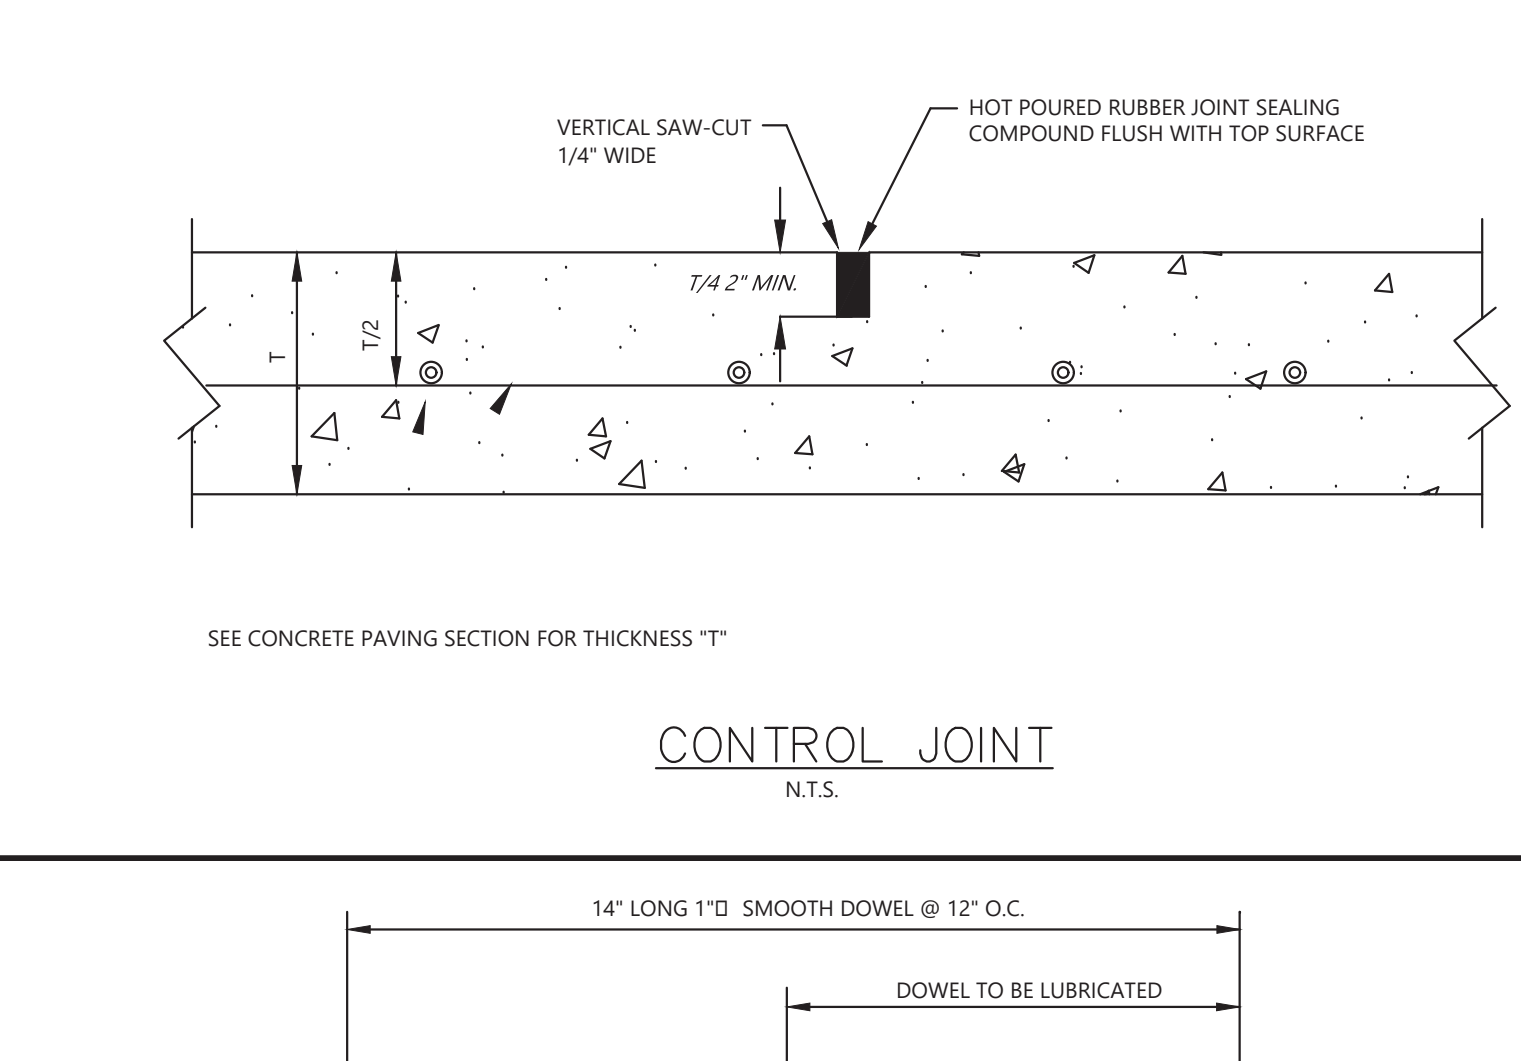 HOT POURED RUBBER JOINT SEALING
COMPOUND FLUSH WITH TOP SURFACE
VERTICAL SAW-CUT
1/4" WIDE
T/4 2" MIN.
T/2
T
SEE CONCRETE PAVING SECTION FOR THICKNESS "T"
CONTROL JOINT
N.T.S.
14" LONG 1"▯ SMOOTH DOWEL @ 12" O.C.
DOWEL TO BE LUBRICATED